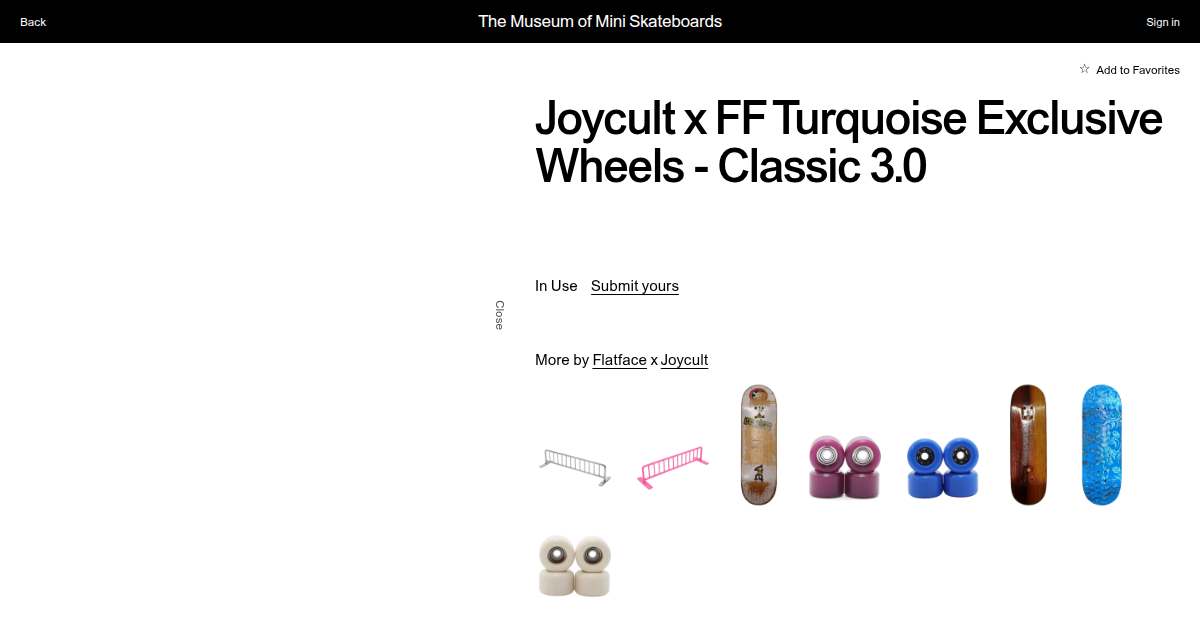 Back
The Museum of Mini Skateboards
Sign in
☆ Add to Favorites
Joycult x FF Turquoise Exclusive
Wheels - Classic 3.0
In Use Submit yours
Close
More by Flatface x Joycult